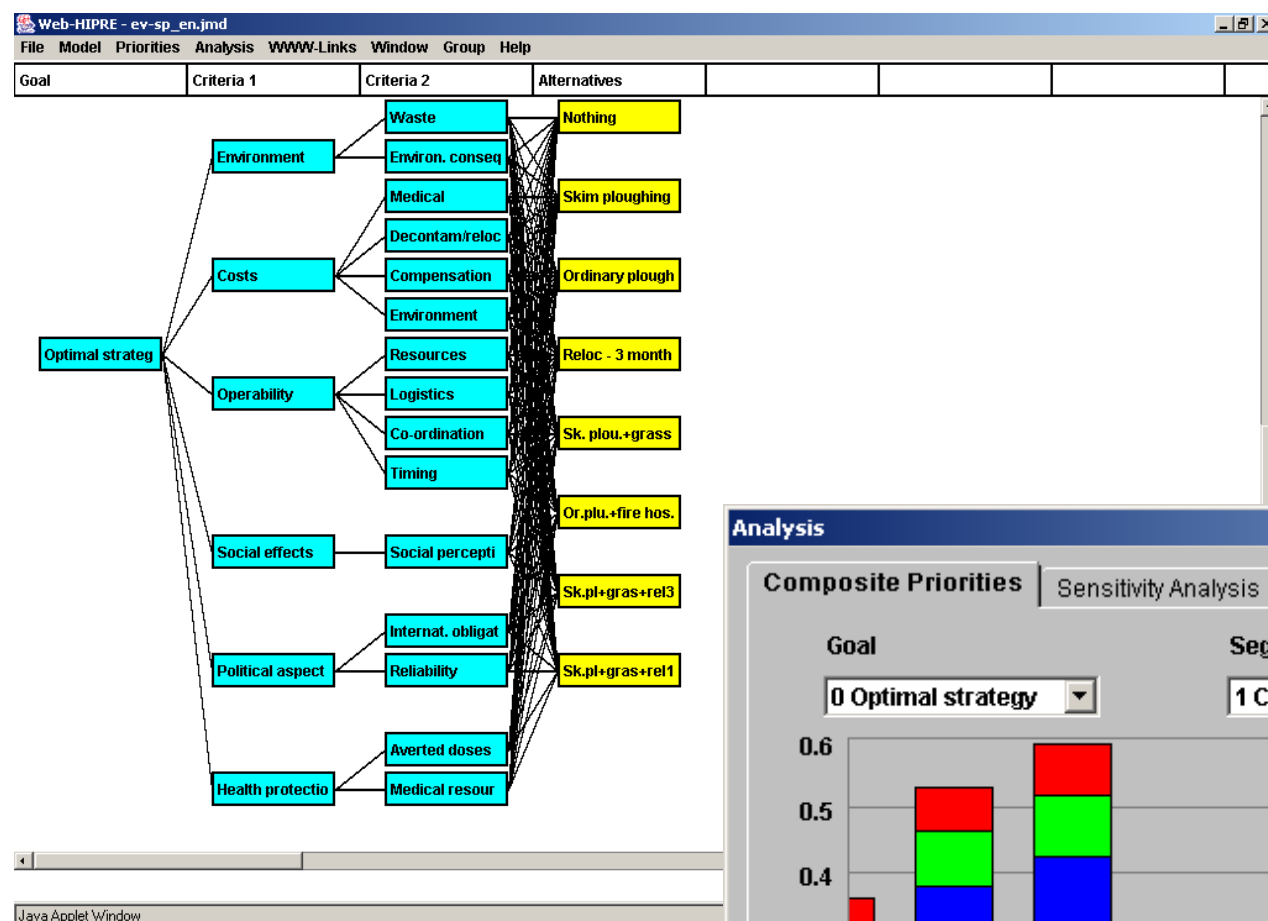 Web-HIPRE - ev-sp_en.jmd
File Model Priorities Analysis WWW-Links Window Group Help
Goal Criteria 1 Criteria 2 Alternatives
Waste Nothing
Environment Environ. conseq
Medical Skim ploughing
Decontam/reloc
Costs Compensation Ordinary plough
Environment
Optimal strateg Resources Reloc - 3 month
Operability Logistics
Co-ordination Sk. plou.+grass
Timing
Or.plu.+fire hos.
Social effects Social percepti
Sk.pl+gras+rel3
Internat. obligat
Political aspect Reliability Sk.pl+gras+rel1
Averted doses
Health protectio Medical resour
Java Applet Window
Analysis
Composite Priorities Sensitivity Analysis
Goal Seg
0 Optimal strategy 1 C
0.6
0.5
0.4